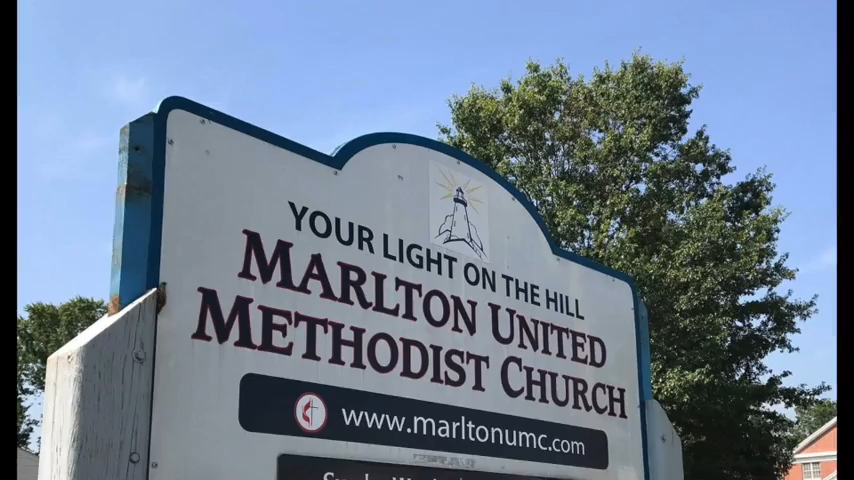 YOUR LIGHT ON THE HILL
MARLTON UNITED
METHODIST CHURCH
www.marltonumc.com